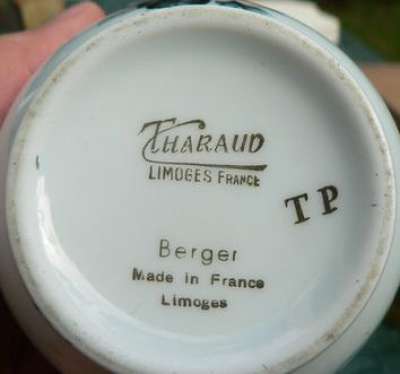 THARAUD
LIMOGES FRANCE
TP
Berger
Made in France
Limoges